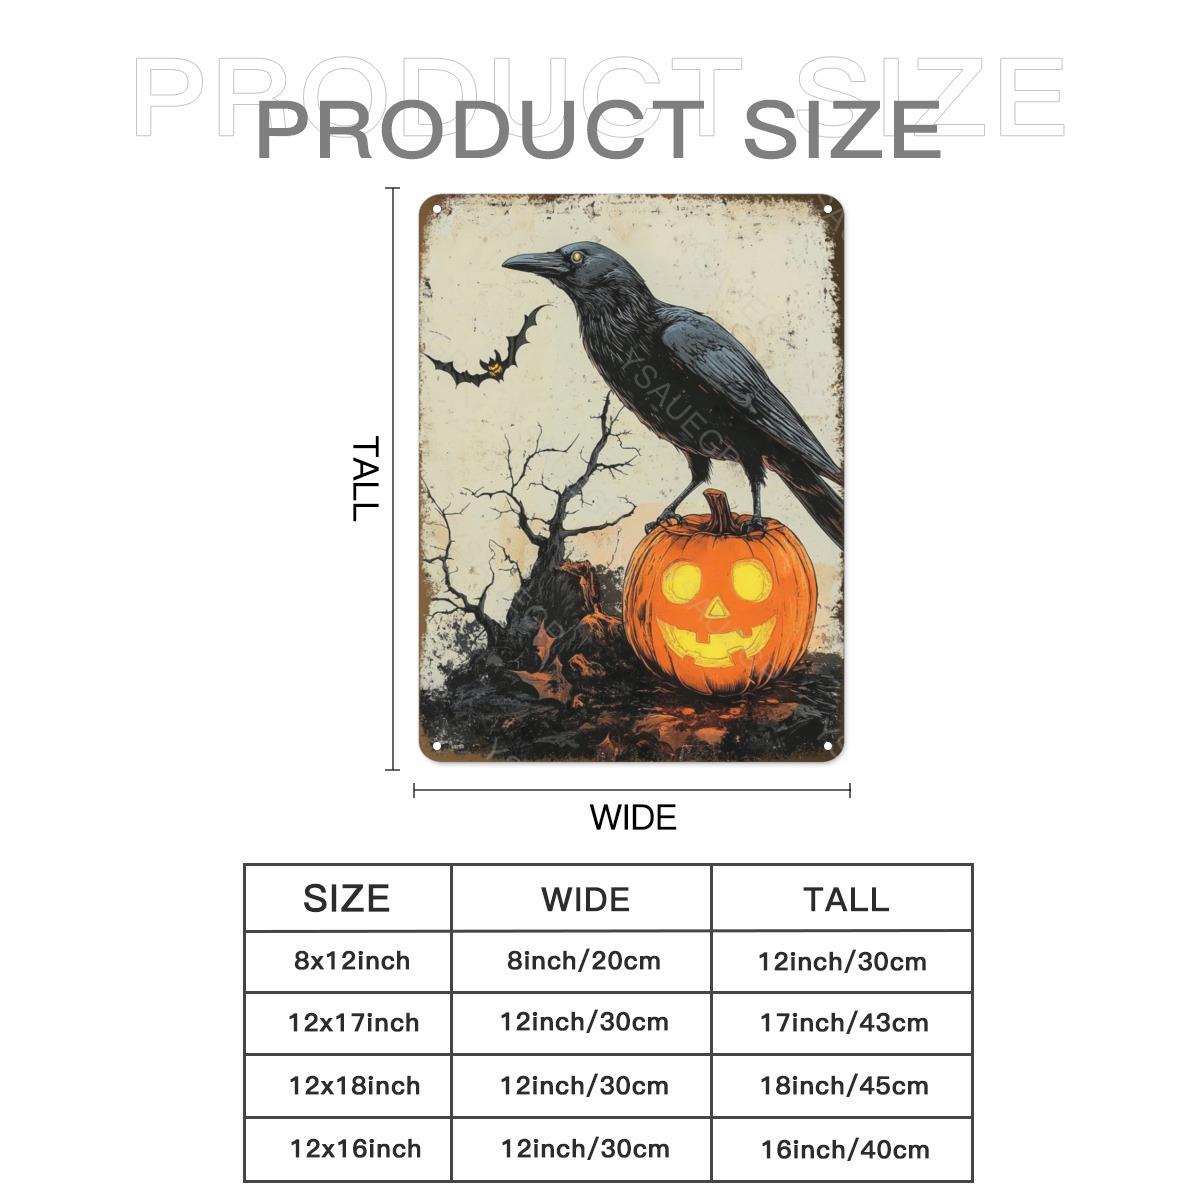 PRODUCT SIZE
PRODUCT SIZE
TALL
YSAUEGR
WIDE
SIZE WIDE TALL
8x12inch 8inch/20cm 12inch/30cm
12x17inch 12inch/30cm 17inch/43cm
12x18inch 12inch/30cm 18inch/45cm
12x16inch 12inch/30cm 16inch/40cm